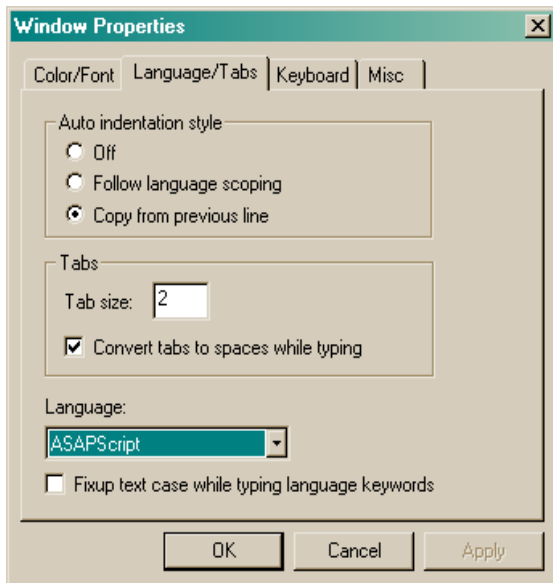 Window Properties
Color/Font Language/Tabs Keyboard Misc
Auto indentation style
Off
Follow language scoping
Copy from previous line
Tabs
Tab size: 2
Convert tabs to spaces while typing
Language:
ASAPScript
Fixup text case while typing language keywords
OK Cancel Apply